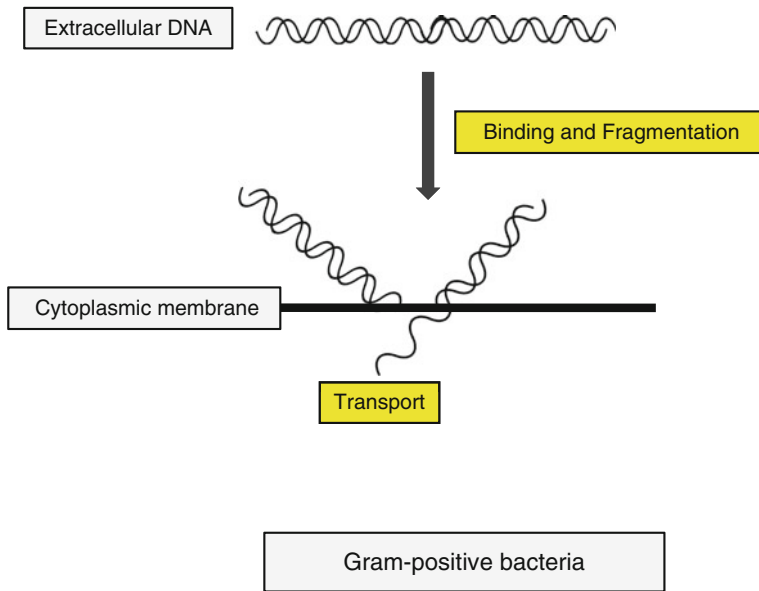 Extracellular DNA
Binding and Fragmentation
Cytoplasmic membrane
Transport
Gram-positive bacteria